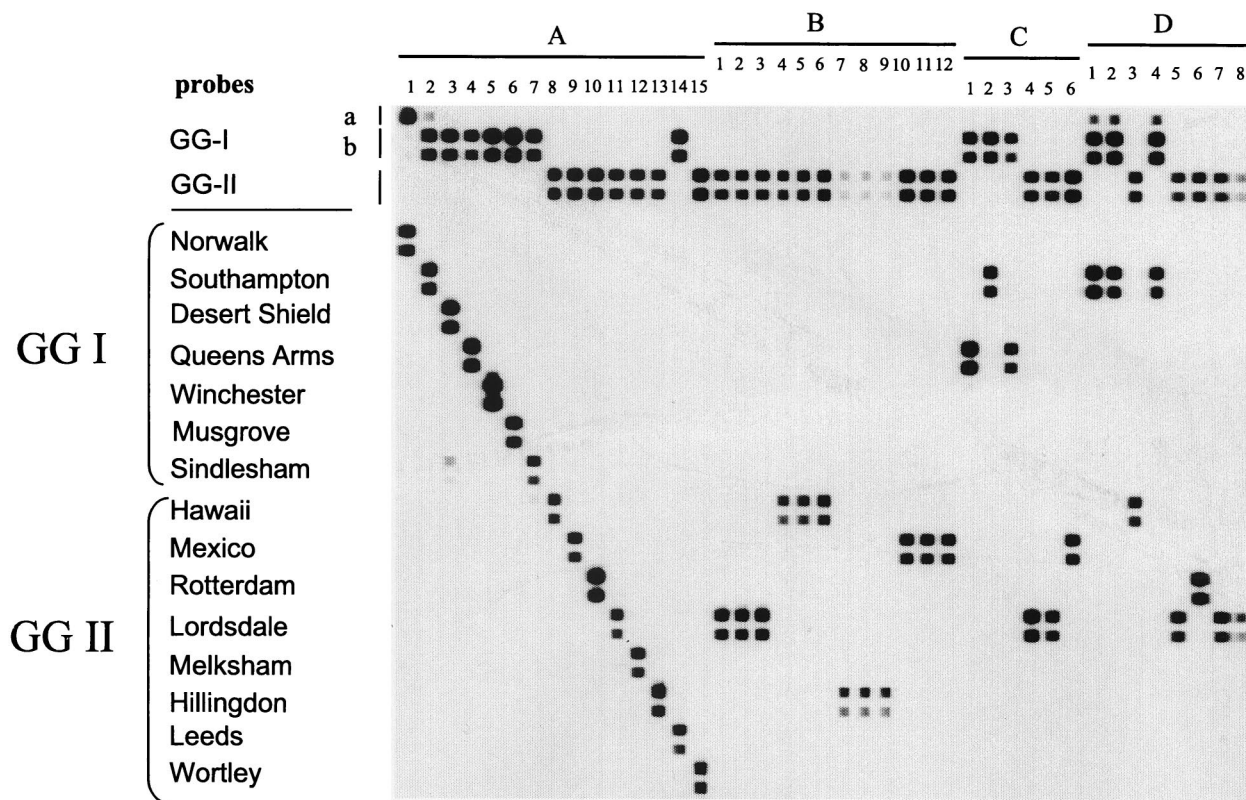 A B C D
1 2 3 4 5 6 7 8 9 10 11 12 13 14 15 1 2 3 4 5 6 7 8 9 10 11 12 1 2 3 4 5 6 1 2 3 4 5 6 7 8
probes
a
GG-I b
GG-II
Norwalk
Southampton
Desert Shield
GG I
Queens Arms
Winchester
Musgrove
Sindlesham
Hawaii
Mexico
Rotterdam
GG II
Lordsdale
Melksham
Hillingdon
Leeds
Wortley